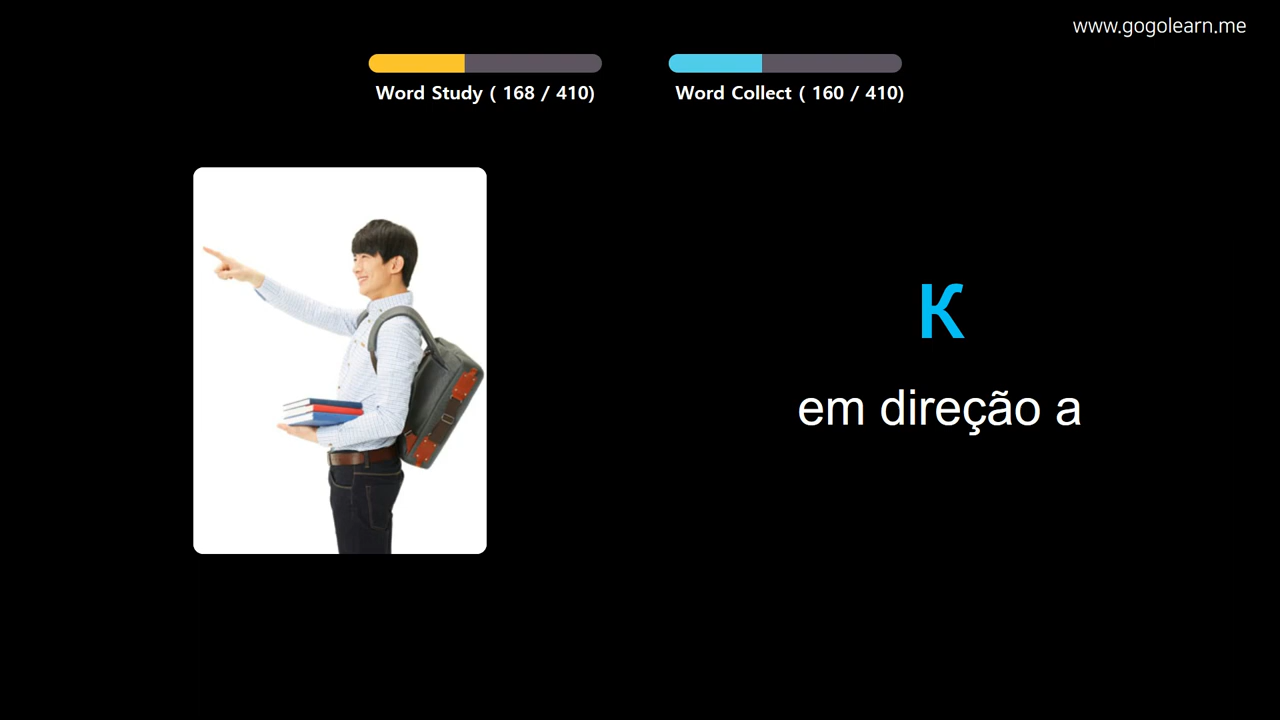 www.gogolearn.me
Word Study ( 168 / 410)
Word Collect ( 160 / 410)
К
em direção a